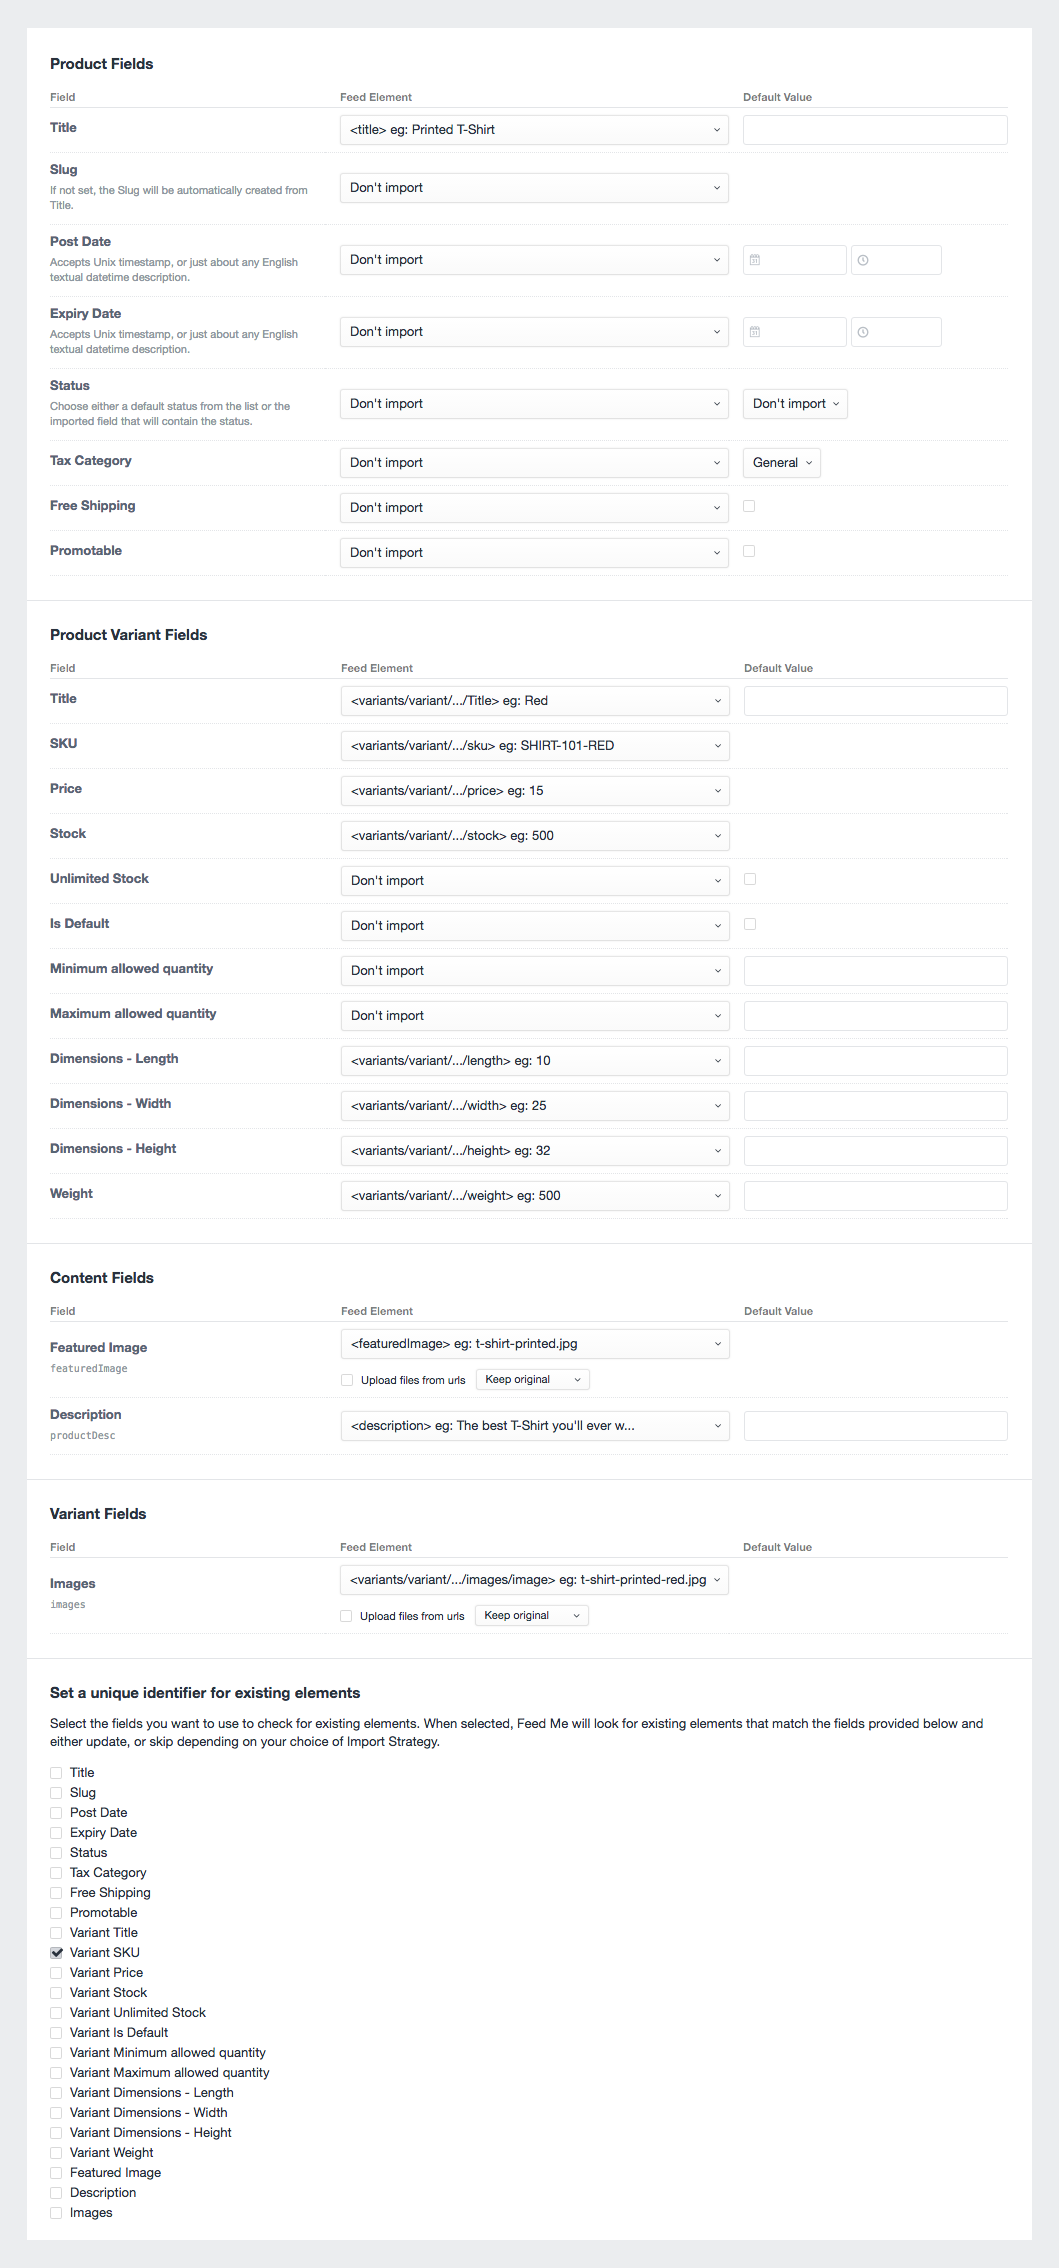 Product Fields
Field Feed Element Default Value
Title <title> eg: Printed T-Shirt
Slug
If not set, the Slug will be automatically created from
Title.
Don't import
Post Date
Accepts Unix timestamp, or just about any English
textual datetime description.
Don't import
Expiry Date
Accepts Unix timestamp, or just about any English
textual datetime description.
Don't import
Status
Choose either a default status from the list or the
imported field that will contain the status.
Don't import Don't import
Tax Category Don't import General
Free Shipping Don't import
Promotable Don't import
Product Variant Fields
Field Feed Element Default Value
Title <variants/variant/.../Title> eg: Red
SKU <variants/variant/.../sku> eg: SHIRT-101-RED
Price <variants/variant/.../price> eg: 15
Stock <variants/variant/.../stock> eg: 500
Unlimited Stock Don't import
Is Default Don't import
Minimum allowed quantity Don't import
Maximum allowed quantity Don't import
Dimensions - Length <variants/variant/.../length> eg: 10
Dimensions - Width <variants/variant/.../width> eg: 25
Dimensions - Height <variants/variant/.../height> eg: 32
Weight <variants/variant/.../weight> eg: 500
Content Fields
Field Feed Element Default Value
Featured Image
featuredImage
<featuredImage> eg: t-shirt-printed.jpg
Upload files from urls Keep original
Description
productDesc
<description> eg: The best T-Shirt you'll ever w...
Variant Fields
Field Feed Element Default Value
Images
images
<variants/variant/.../images/image> eg: t-shirt-printed-red.jpg
Upload files from urls Keep original
Set a unique identifier for existing elements
Select the fields you want to use to check for existing elements. When selected, Feed Me will look for existing elements that match the fields provided below and
either update, or skip depending on your choice of Import Strategy.
Title
Slug
Post Date
Expiry Date
Status
Tax Category
Free Shipping
Promotable
Variant Title
Variant SKU
Variant Price
Variant Stock
Variant Unlimited Stock
Variant Is Default
Variant Minimum allowed quantity
Variant Maximum allowed quantity
Variant Dimensions - Length
Variant Dimensions - Width
Variant Dimensions - Height
Variant Weight
Featured Image
Description
Images